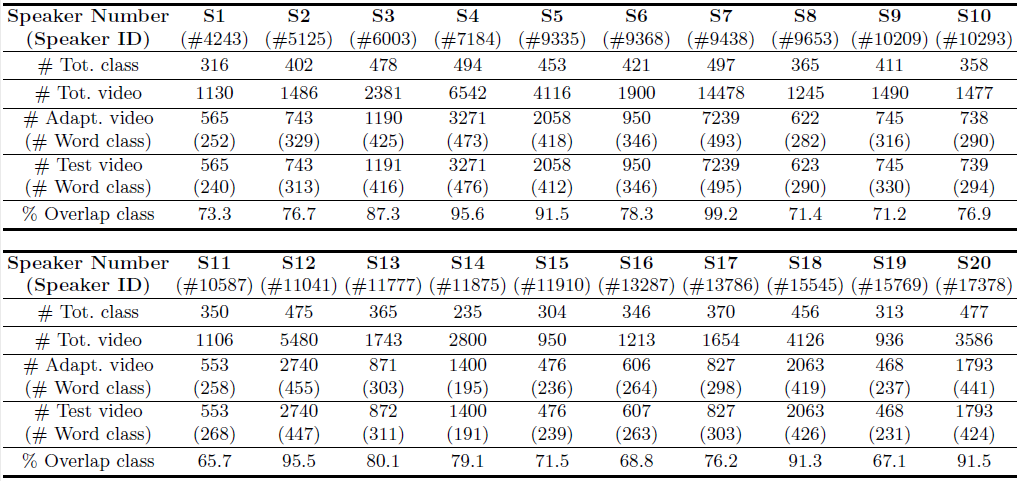 Speaker Number S1 S2 S3 S4 S5 S6 S7 S8 S9 S10
(Speaker ID) (#4243) (#5125) (#6003) (#7184) (#9335) (#9368) (#9438) (#9653) (#10209) (#10293)
# Tot. class 316 402 478 494 453 421 497 365 411 358
# Tot. video 1130 1486 2381 6542 4116 1900 14478 1245 1490 1477
# Adapt. video 565 743 1190 3271 2058 950 7239 622 745 738
(# Word class) (252) (329) (425) (473) (418) (346) (493) (282) (316) (290)
# Test video 565 743 1191 3271 2058 950 7239 623 745 739
(# Word class) (240) (313) (416) (476) (412) (346) (495) (290) (330) (294)
% Overlap class 73.3 76.7 87.3 95.6 91.5 78.3 99.2 71.4 71.2 76.9
Speaker Number S11 S12 S13 S14 S15 S16 S17 S18 S19 S20
(Speaker ID) (#10587) (#11041) (#11777) (#11875) (#11910) (#13287) (#13786) (#15545) (#15769) (#17378)
# Tot. class 350 475 365 235 304 346 370 456 313 477
# Tot. video 1106 5480 1743 2800 950 1213 1654 4126 936 3586
# Adapt. video 553 2740 871 1400 476 606 827 2063 468 1793
(# Word class) (258) (455) (303) (195) (236) (264) (298) (419) (237) (441)
# Test video 553 2740 872 1400 476 607 827 2063 468 1793
(# Word class) (268) (447) (311) (191) (239) (263) (303) (426) (231) (424)
% Overlap class 65.7 95.5 80.1 79.1 71.5 68.8 76.2 91.3 67.1 91.5